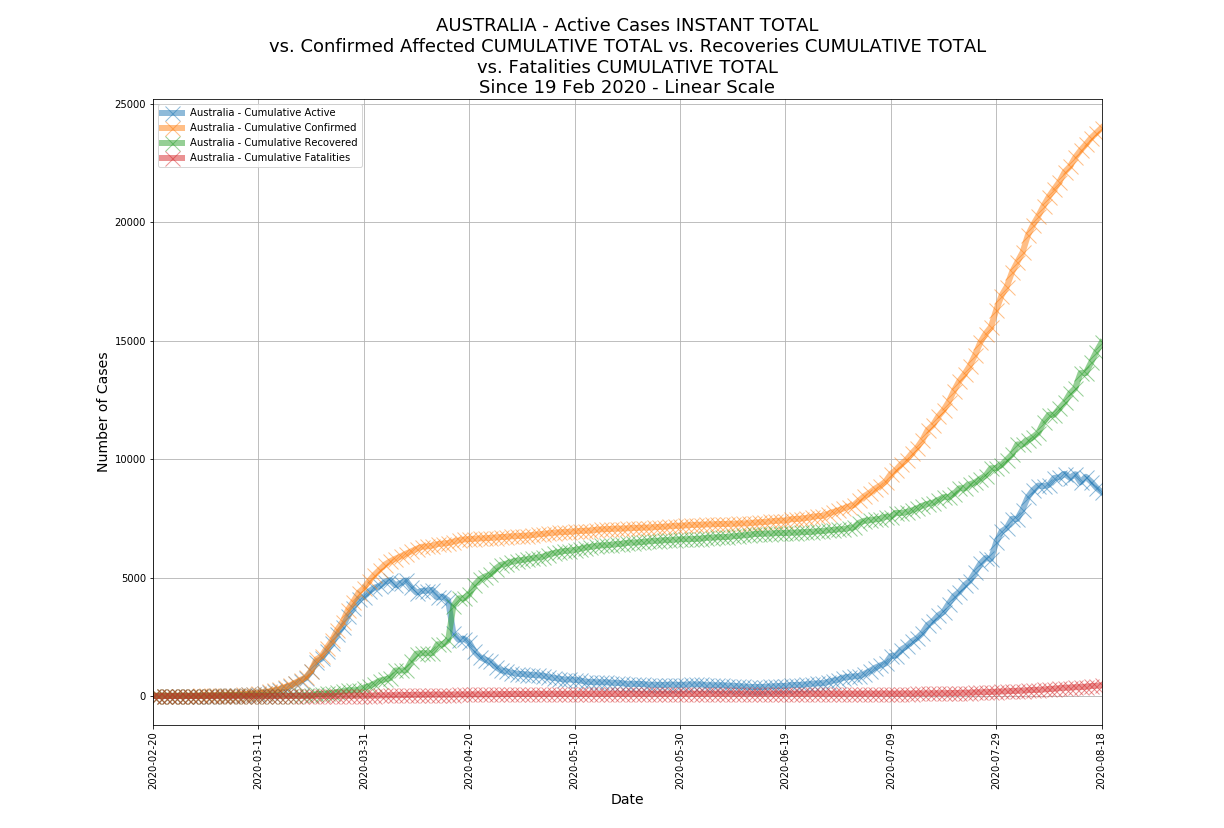 AUSTRALIA - Active Cases INSTANT TOTAL
vs. Confirmed Affected CUMULATIVE TOTAL vs. Recoveries CUMULATIVE TOTAL
vs. Fatalities CUMULATIVE TOTAL
Since 19 Feb 2020 - Linear Scale
Australia - Cumulative Active
Australia - Cumulative Confirmed
Australia - Cumulative Recovered
Australia - Cumulative Fatalities
Number of Cases
25000
20000
15000
10000
5000
0
2020-02-20
2020-03-11
2020-03-31
2020-04-20
2020-05-10
2020-05-30
2020-06-19
2020-07-09
2020-07-29
2020-08-18
Date